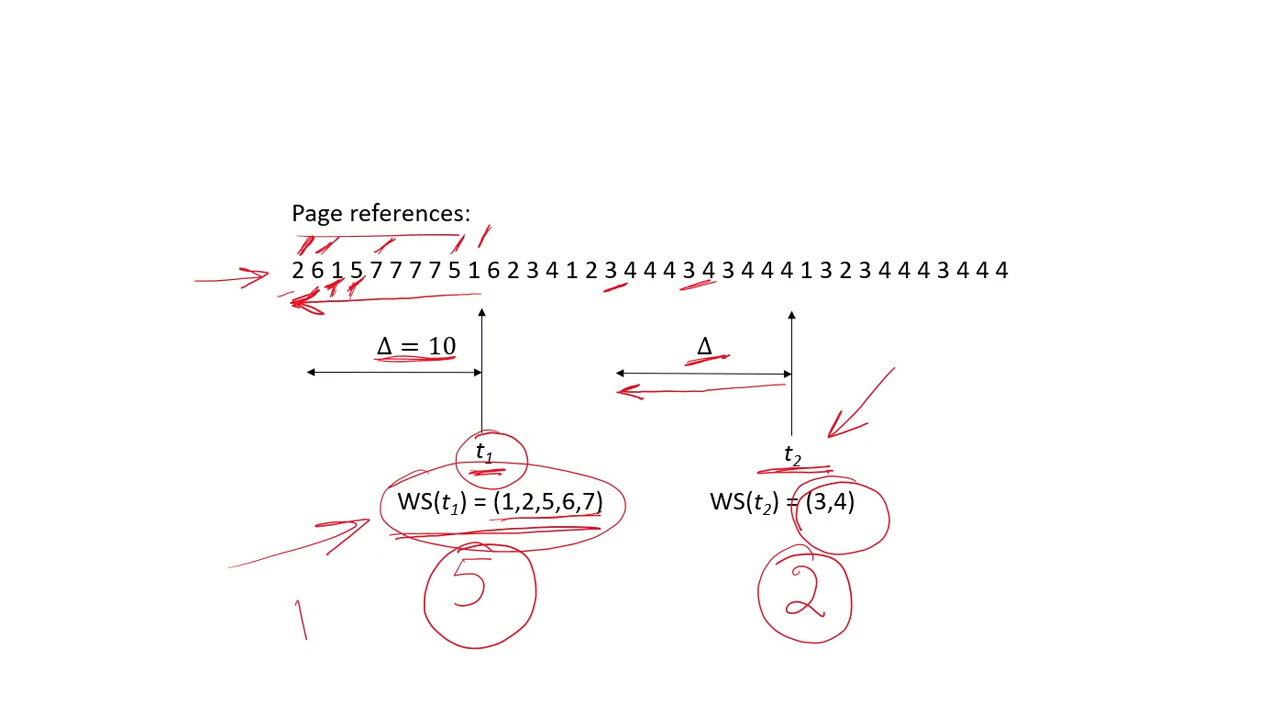 Page references:
2 6 1 5 7 7 7 7 5 1 6 2 3 4 1 2 3 4 4 4 3 4 3 4 4 4 1 3 2 3 4 4 4 3 4 4 4
Δ = 10 Δ
t₁ t₂
WS(t₁) = (1,2,5,6,7) WS(t₂) = (3,4)
5 2